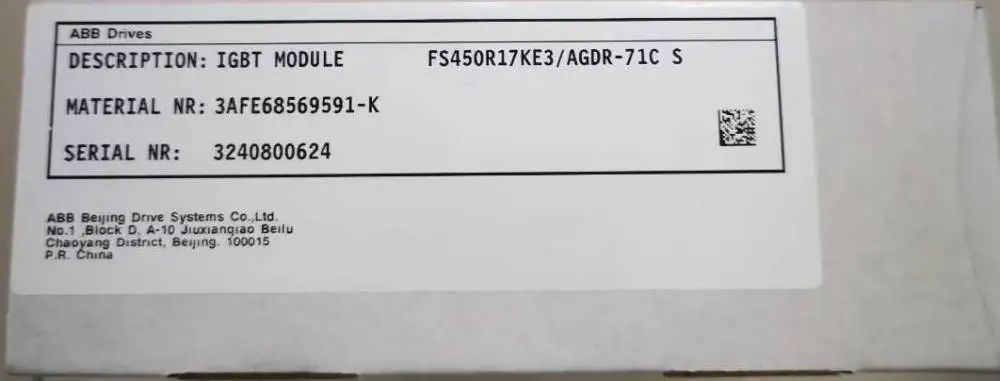 ABB Drives
DESCRIPTION: IGBT MODULE FS450R17KE3/AGDR-71C S
MATERIAL NR: 3AFE68569591-K
SERIAL NR: 3240800624
ABB Beijing Drive Systems Co.,Ltd.
No.1 ,Block D, A-10 Jiuxianqiao Beilu
Chaoyang District, Beijing. 100015
P.R. China